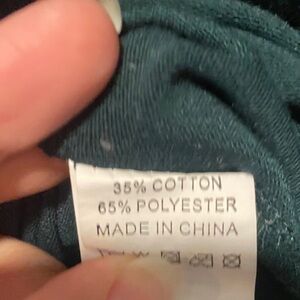 35% COTTON
65% POLYESTER
MADE IN CHINA